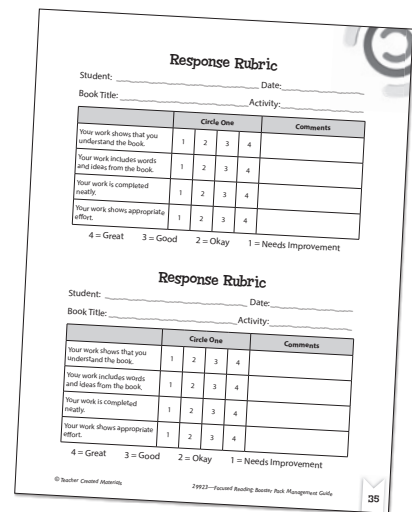 Response Rubric
Student: Date:
Book Title: Activity:
Circle One Comments
Your work shows that you
understand the book. 1 2 3 4
Your work includes words
and ideas from the book. 1 2 3 4
Your work is completed
neatly. 1 2 3 4
Your work shows appropriate
effort. 1 2 3 4
4 = Great 3 = Good 2 = Okay 1 = Needs Improvement
Response Rubric
Student: Date:
Book Title: Activity:
Circle One Comments
Your work shows that you
understand the book. 1 2 3 4
Your work includes words
and ideas from the book. 1 2 3 4
Your work is completed
neatly. 1 2 3 4
Your work shows appropriate
effort. 1 2 3 4
4 = Great 3 = Good 2 = Okay 1 = Needs Improvement
© Teacher Created Materials 29923—Focused Reading: Booster Pack Management Guide 35